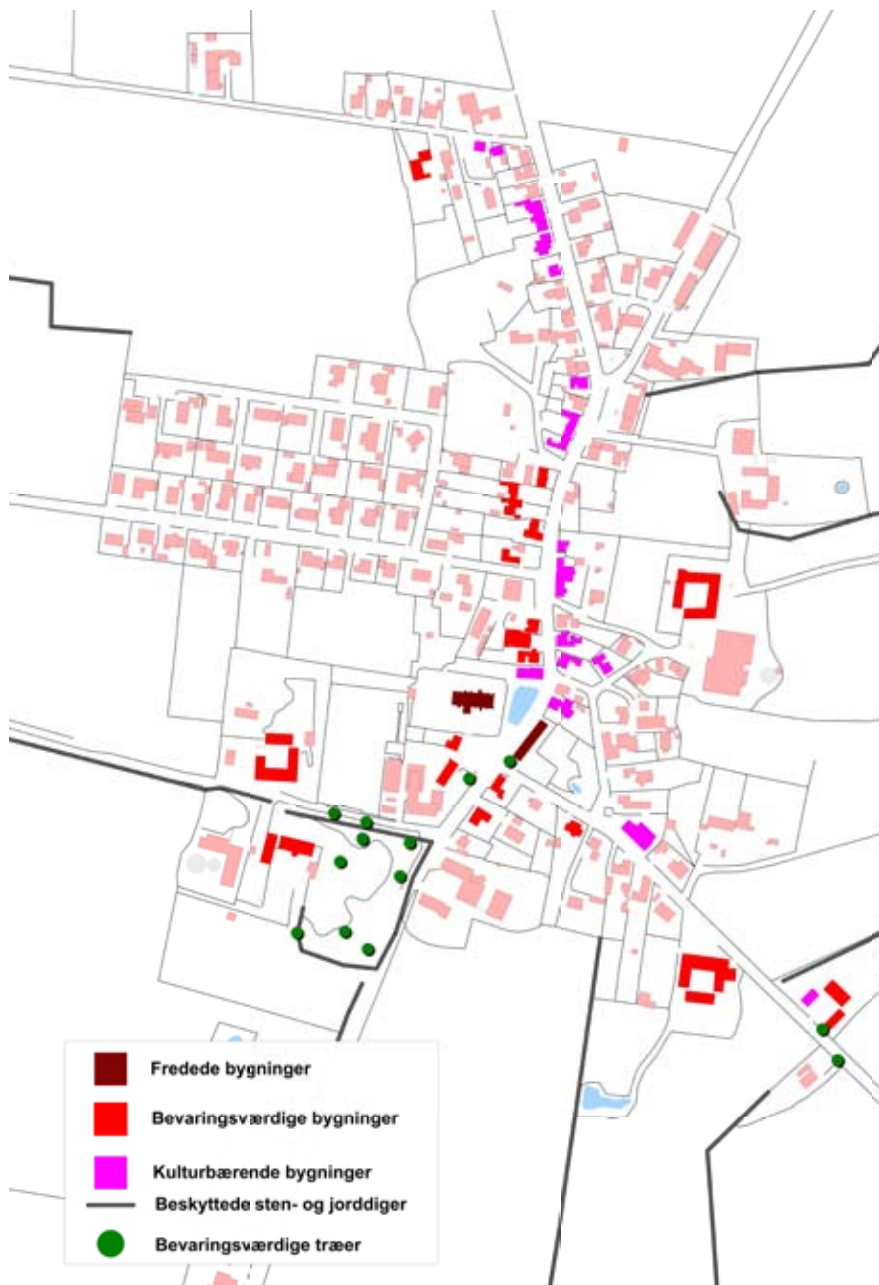 Fredede bygninger
Bevaringsværdige bygninger
Kulturbærende bygninger
Beskyttede sten- og jorddiger
Bevaringsværdige træer